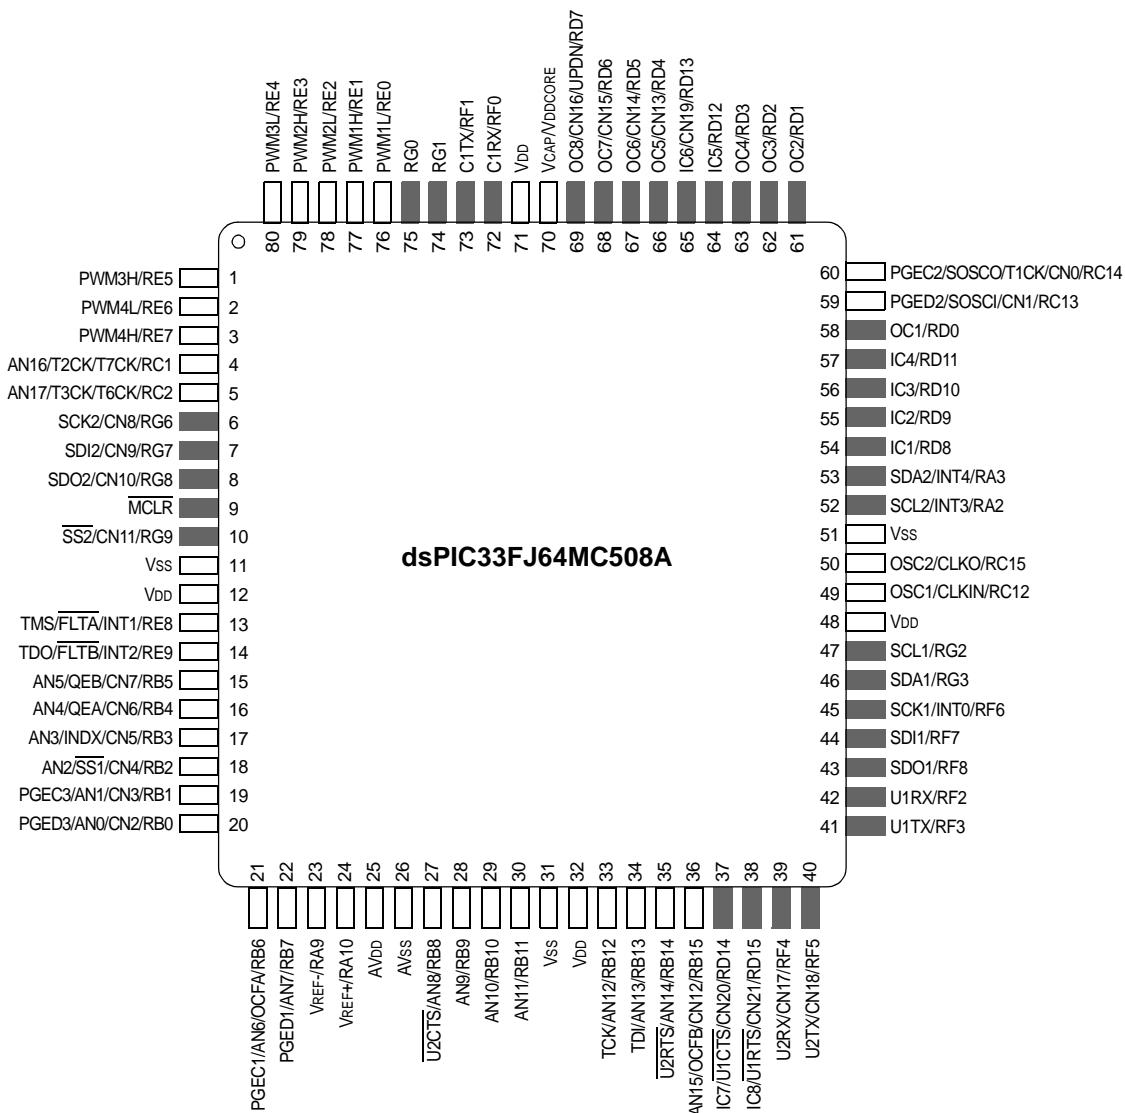 PWM3L/RE4
PWM2H/RE3
PWM2L/RE2
PWM1H/RE1
PWM1L/RE0
RG0
RG1
C1TX/RF1
C1RX/RF0
VDD
VCAP/VDDCORE
OC8/CN16/UPDN/RD7
OC7/CN15/RD6
OC6/CN14/RD5
OC5/CN13/RD4
IC6/CN19/RD13
IC5/RD12
OC4/RD3
OC3/RD2
OC2/RD1
80
79
78
77
76
75
74
73
72
71
70
69
68
67
66
65
64
63
62
61
PWM3H/RE5 1
PWM4L/RE6 2
PWM4H/RE7 3
AN16/T2CK/T7CK/RC1 4
AN17/T3CK/T6CK/RC2 5
SCK2/CN8/RG6 6
SDI2/CN9/RG7 7
SDO2/CN10/RG8 8
MCLR 9
SS2/CN11/RG9 10
VSS 11
VDD 12
TMS/FLTA/INT1/RE8 13
TDO/FLTB/INT2/RE9 14
AN5/QEB/CN7/RB5 15
AN4/QEA/CN6/RB4 16
AN3/INDX/CN5/RB3 17
AN2/SS1/CN4/RB2 18
PGEC3/AN1/CN3/RB1 19
PGED3/AN0/CN2/RB0 20
dsPIC33FJ64MC508A
60 PGEC2/SOSCO/T1CK/CN0/RC14
59 PGED2/SOSCI/CN1/RC13
58 OC1/RD0
57 IC4/RD11
56 IC3/RD10
55 IC2/RD9
54 IC1/RD8
53 SDA2/INT4/RA3
52 SCL2/INT3/RA2
51 VSS
50 OSC2/CLKO/RC15
49 OSC1/CLKIN/RC12
48 VDD
47 SCL1/RG2
46 SDA1/RG3
45 SCK1/INT0/RF6
44 SDI1/RF7
43 SDO1/RF8
42 U1RX/RF2
41 U1TX/RF3
21
22
23
24
25
26
27
28
29
30
31
32
33
34
35
36
37
38
39
40
PGEC1/AN6/OCFA/RB6
PGED1/AN7/RB7
VREF-/RA9
VREF+/RA10
AVDD
AVSS
U2CTS/AN8/RB8
AN9/RB9
AN10/RB10
AN11/RB11
VSS
VDD
TCK/AN12/RB12
TDI/AN13/RB13
U2RTS/AN14/RB14
AN15/OCFB/CN12/RB15
IC7/U1CTS/CN20/RD14
IC8/U1RTS/CN21/RD15
U2RX/CN17/RF4
U2TX/CN18/RF5